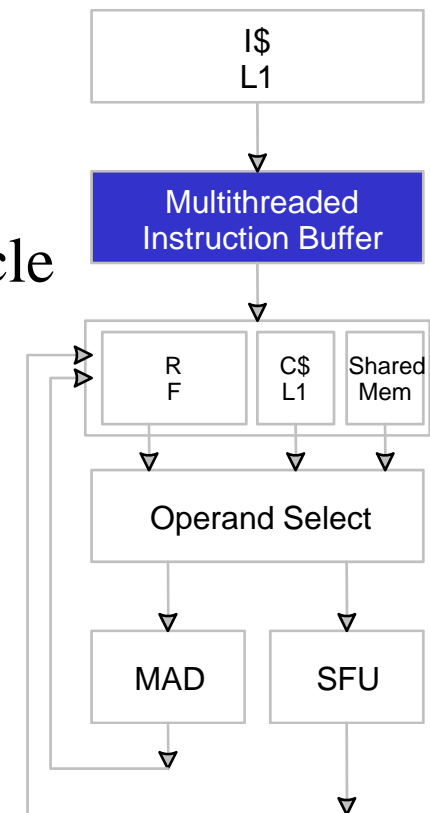 I$
L1
Multithreaded
Instruction Buffer
cle
R
F
C$
L1
Shared
Mem
Operand Select
MAD
SFU